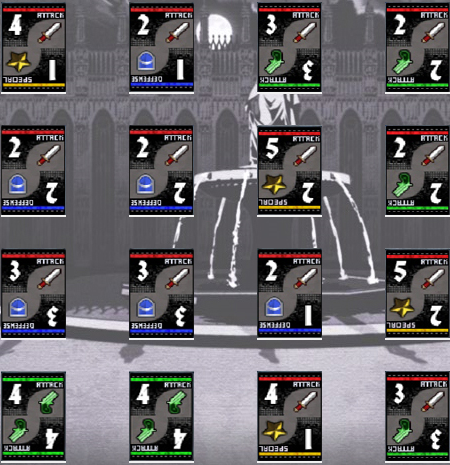 ATTACK ATTACK ATTACK ATTACK
4 2 3 2
1 1 3 2
SPECIAL DEFENSE ATTACK ATTACK
ATTACK ATTACK ATTACK ATTACK
2 2 5 2
2 2 2 2
DEFENSE DEFENSE SPECIAL ATTACK
ATTACK ATTACK ATTACK ATTACK
3 3 2 5
3 3 1 2
DEFENSE DEFENSE DEFENSE SPECIAL
ATTACK ATTACK ATTACK ATTACK
4 4 4 3
4 4 1 3
ATTACK ATTACK SPECIAL ATTACK